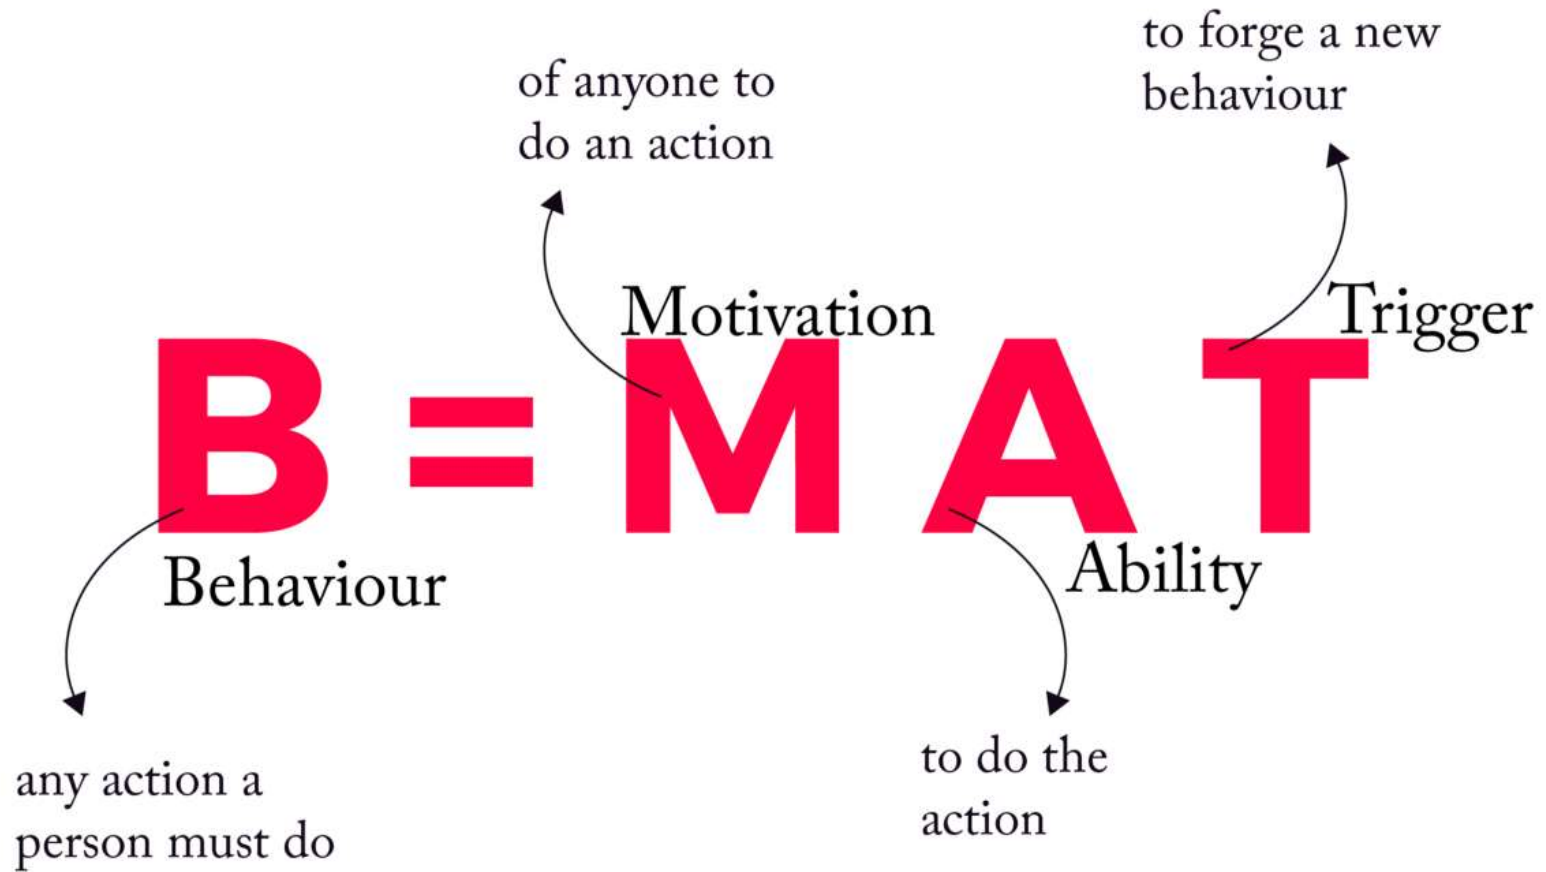 to forge a new
behaviour
of anyone to
do an action
Motivation
Trigger
B = M A T
Behaviour
Ability
any action a
person must do
to do the
action